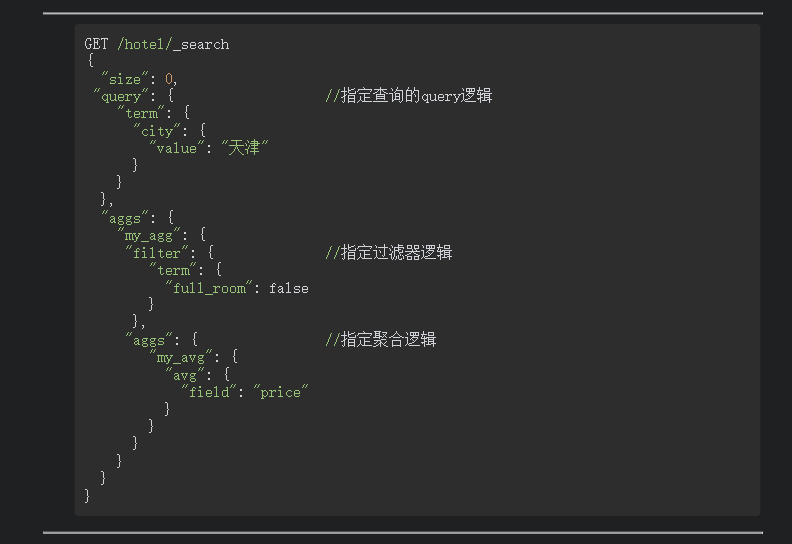 GET /hotel/_search
{
  "size": 0,
 "query": {                   //指定查询的query逻辑
    "term": {
      "city": {
        "value": "天津"
      }
    }
  },
  "aggs": {
    "my_agg": {
     "filter": {              //指定过滤器逻辑
        "term": {
          "full_room": false
        }
      },
     "aggs": {                //指定聚合逻辑
        "my_avg": {
          "avg": {
            "field": "price"
          }
        }
      }
    }
  }
}